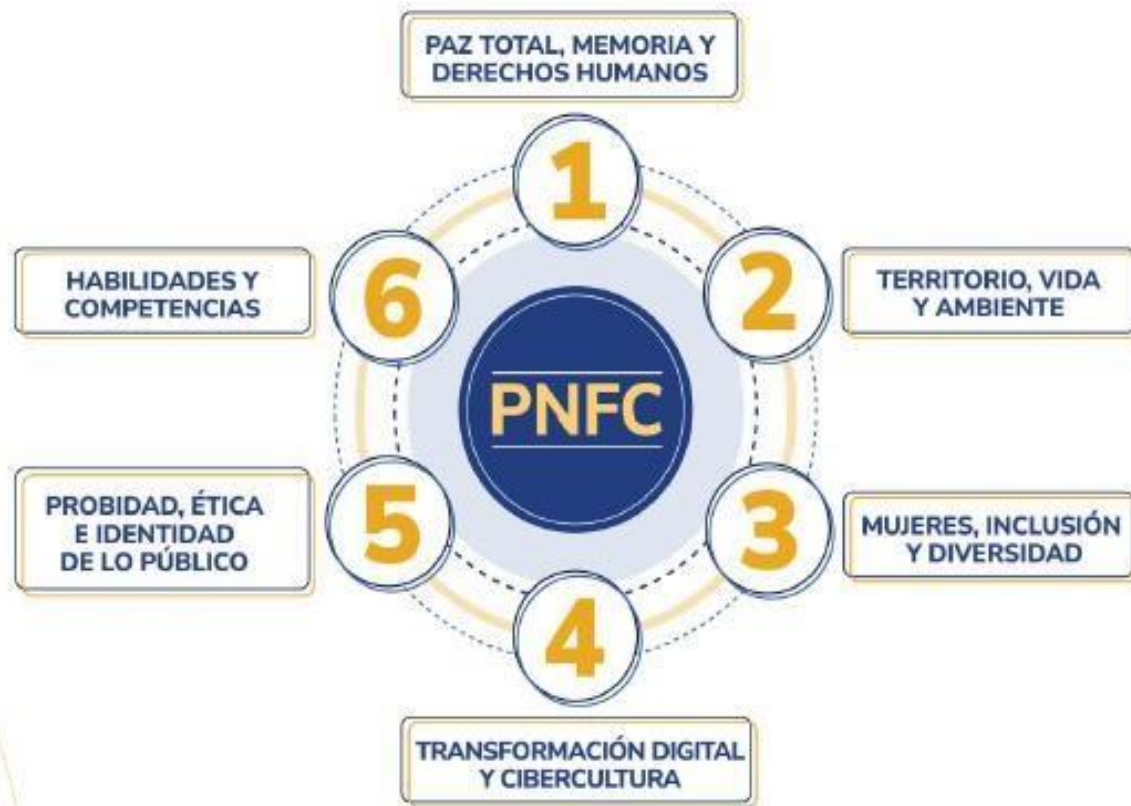 PAZ TOTAL, MEMORIA Y
DERECHOS HUMANOS
1
2
TERRITORIO, VIDA
Y AMBIENTE
3
MUJERES, INCLUSIÓN
Y DIVERSIDAD
4
TRANSFORMACIÓN DIGITAL
Y CIBERCULTURA
5
PROBIDAD, ÉTICA
E IDENTIDAD
DE LO PÚBLICO
6
HABILIDADES Y
COMPETENCIAS
PNFC